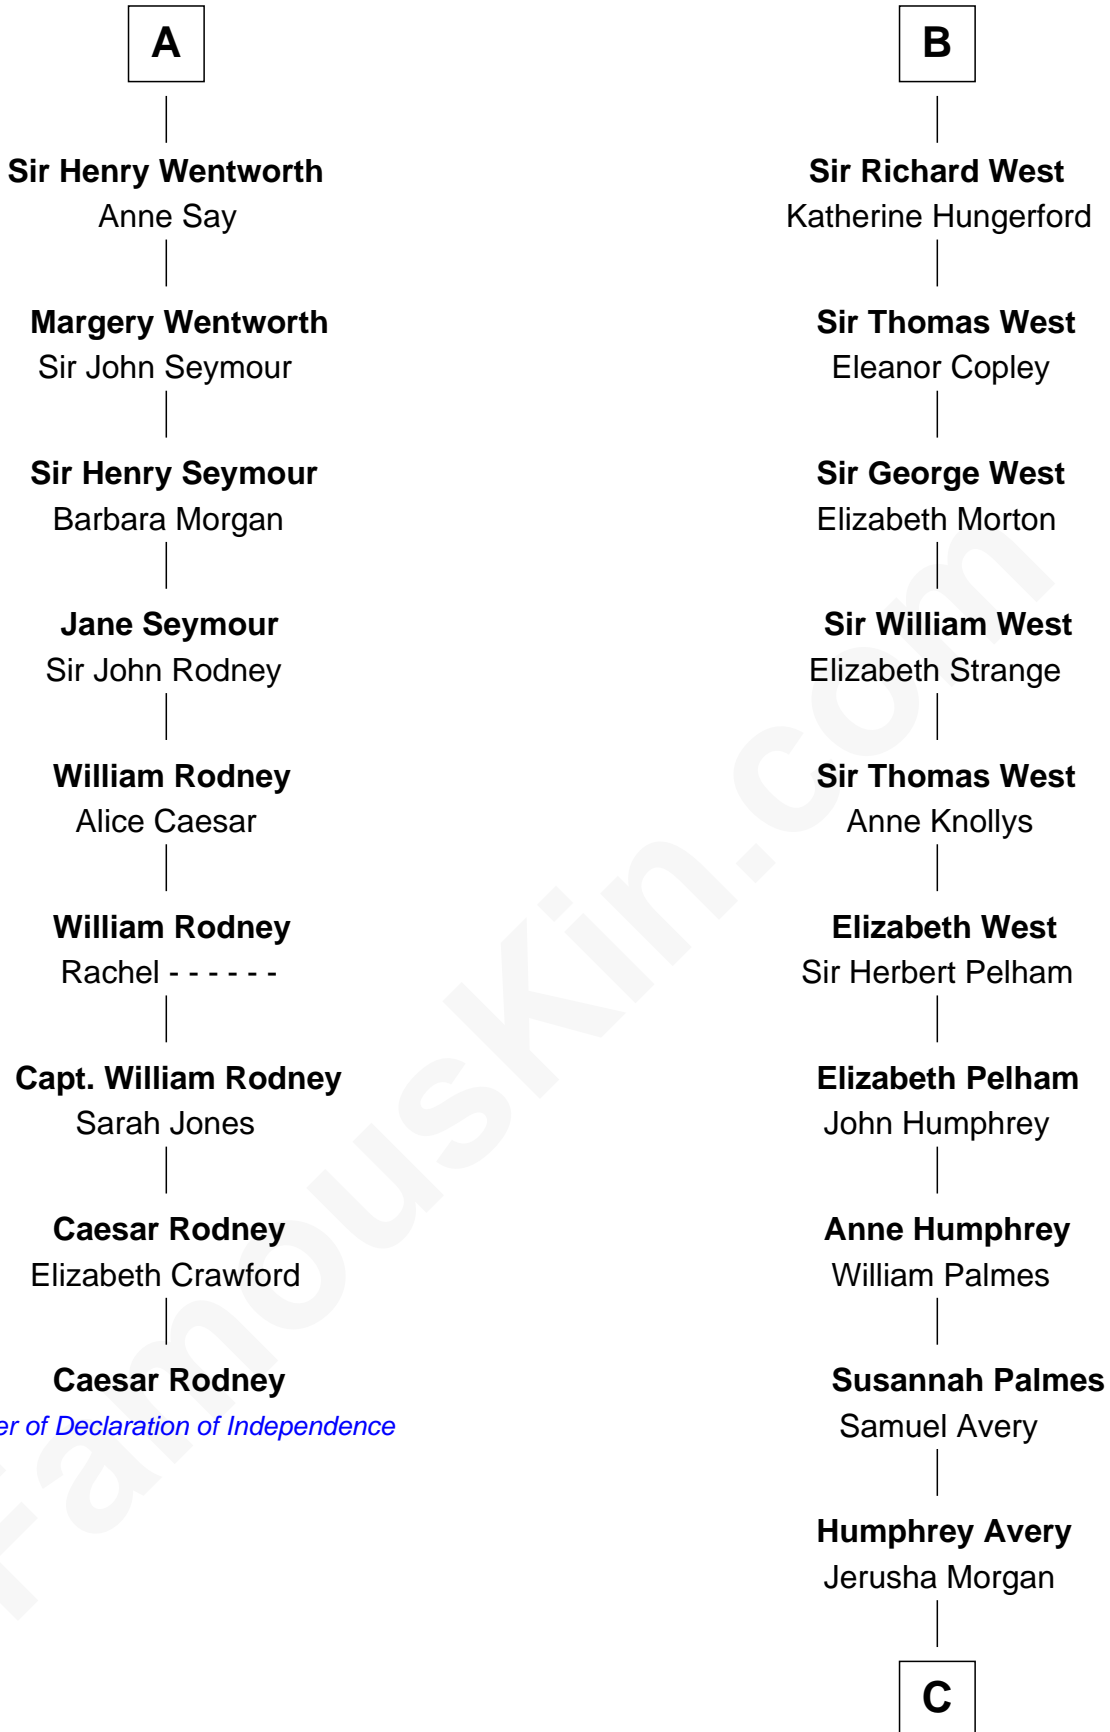 A
Sir Henry Wentworth
Anne Say
Margery Wentworth
Sir John Seymour
Sir Henry Seymour
Barbara Morgan
Jane Seymour
Sir John Rodney
William Rodney
Alice Caesar
William Rodney
Rachel - - - - - -
Capt. William Rodney
Sarah Jones
Caesar Rodney
Elizabeth Crawford
Caesar Rodney
er of Declaration of Independence
B
Sir Richard West
Katherine Hungerford
Sir Thomas West
Eleanor Copley
Sir George West
Elizabeth Morton
Sir William West
Elizabeth Strange
Sir Thomas West
Anne Knollys
Elizabeth West
Sir Herbert Pelham
Elizabeth Pelham
John Humphrey
Anne Humphrey
William Palmes
Susannah Palmes
Samuel Avery
Humphrey Avery
Jerusha Morgan
C
FamousKin.com